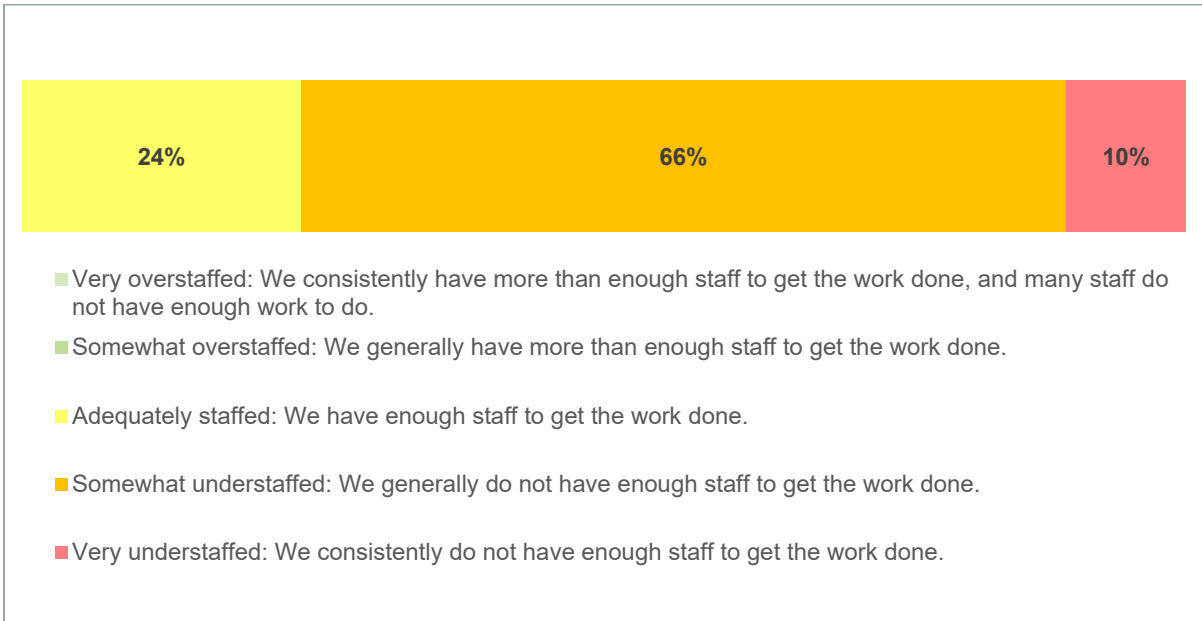 24%
66%
10%
Very overstaffed: We consistently have more than enough staff to get the work done, and many staff do
not have enough work to do.
Somewhat overstaffed: We generally have more than enough staff to get the work done.
Adequately staffed: We have enough staff to get the work done.
Somewhat understaffed: We generally do not have enough staff to get the work done.
Very understaffed: We consistently do not have enough staff to get the work done.